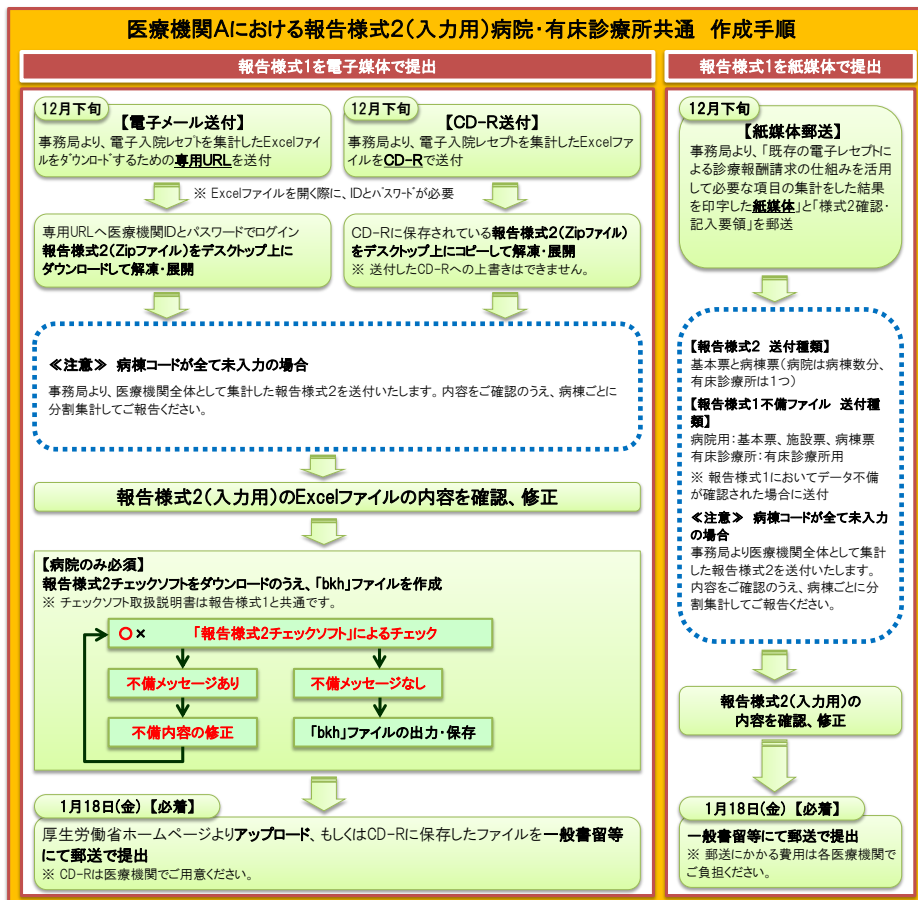 医療機関Aにおける報告様式2(入力用)病院・有床診療所共通 作成手順
報告様式1を電子媒体で提出
12月下旬
【電子メール送付】
事務局より、電子入院レセプトを集計したExcelファイ
ルをダウンロードするための専用URLを送付
12月下旬
【CD-R送付】
事務局より、電子入院レセプトを集計したExcelファイ
ルをCD-Rで送付
※ Excelファイルを開く際に、IDとパスワードが必要
専用URLへ医療機関IDとパスワードでログイン
報告様式2(Zipファイル)をデスクトップ上に
ダウンロードして解凍・展開
CD-Rに保存されている報告様式2(Zipファイル)
をデスクトップ上にコピーして解凍・展開
※ 送付したCD-Rへの上書きはできません。
≪注意≫ 病棟コードが全て未入力の場合
事務局より、医療機関全体として集計した報告様式2を送付いたします。内容をご確認のうえ、病棟ごとに
分割集計してご報告ください。
報告様式2(入力用)のExcelファイルの内容を確認、修正
【病院のみ必須】
報告様式2チェックソフトをダウンロードのうえ、「bkh」ファイルを作成
※ チェックソフト取扱説明書は報告様式1と共通です。
○× 「報告様式2チェックソフト」によるチェック
不備メッセージあり
不備メッセージなし
不備内容の修正
「bkh」ファイルの出力・保存
1月18日(金)【必着】
厚生労働省ホームページよりアップロード、もしくはCD-Rに保存したファイルを一般書留等
にて郵送で提出
※ CD-Rは医療機関でご用意ください。
報告様式1を紙媒体で提出
12月下旬
【紙媒体郵送】
事務局より、「既存の電子レセプトに
よる診療報酬請求の仕組みを活用
して必要な項目の集計をした結果
を印字した紙媒体」と「様式2確認・
記入要領」を郵送
【報告様式2 送付種類】
基本票と病棟票(病院は病棟数分、
有床診療所は1つ)
【報告様式1不備ファイル 送付種
類】
病院用:基本票、施設票、病棟票
有床診療所:有床診療所用
※ 報告様式1においてデータ不備
が確認された場合に送付
≪注意≫ 病棟コードが全て未入力
の場合
事務局より医療機関全体として集計
した報告様式2を送付いたします。
内容をご確認のうえ、病棟ごとに分
割集計してご報告ください。
報告様式2(入力用)の
内容を確認、修正
1月18日(金)【必着】
一般書留等にて郵送で提出
※ 郵送にかかる費用は各医療機関で
ご負担ください。